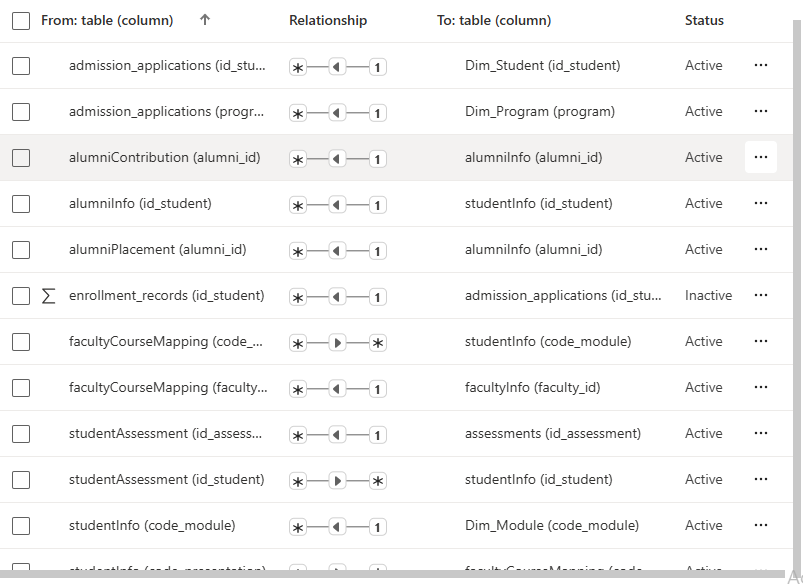 From: table (column) ↑ Relationship To: table (column) Status
admission_applications (id_stu... * 1 Dim_Student (id_student) Active ...
admission_applications (progr... * 1 Dim_Program (program) Active ...
alumniContribution (alumni_id) * 1 alumniInfo (alumni_id) Active ...
alumniInfo (id_student) * 1 studentInfo (id_student) Active ...
alumniPlacement (alumni_id) * 1 alumniInfo (alumni_id) Active ...
Σ enrollment_records (id_student) * 1 admission_applications (id_stu... Inactive ...
facultyCourseMapping (code_... * * studentInfo (code_module) Active ...
facultyCourseMapping (faculty... * 1 facultyInfo (faculty_id) Active ...
studentAssessment (id_assess... * 1 assessments (id_assessment) Active ...
studentAssessment (id_student) * * studentInfo (id_student) Active ...
studentInfo (code_module) * 1 Dim_Module (code_module) Active ...
studentInfo (code_presentation) facultyCourseMapping (code_ Active